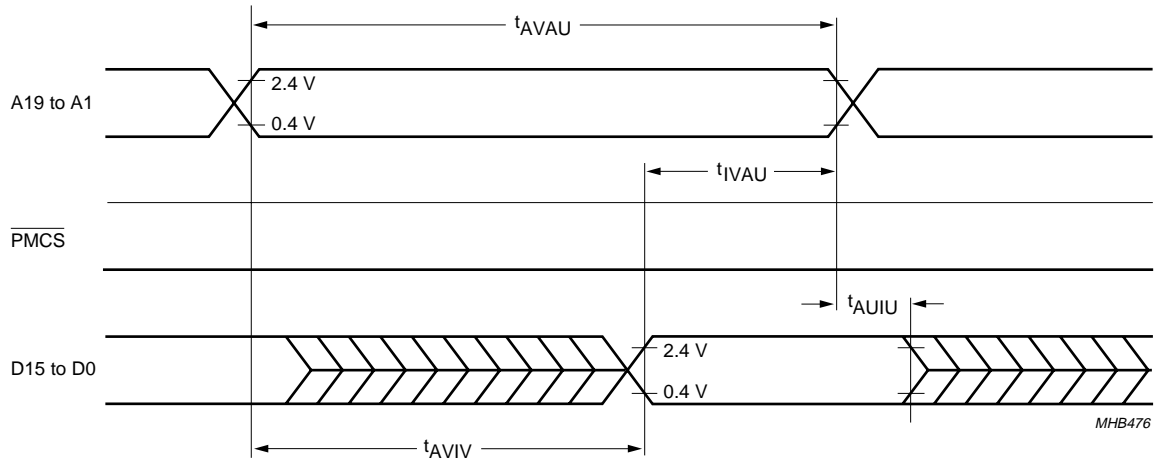 tAVAU
A19 to A1
2.4 V
0.4 V
tIVAU
PMCS
tAUIU
D15 to D0
2.4 V
0.4 V
MHB476
tAVIV